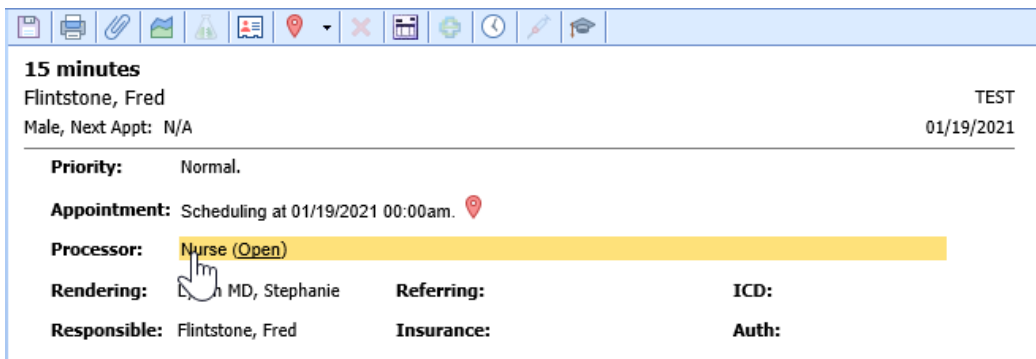 15 minutes
Flintstone, Fred TEST
Male, Next Appt: N/A 01/19/2021
Priority: Normal.
Appointment: Scheduling at 01/19/2021 00:00am.
Processor: Nurse (Open)
Rendering: MD, Stephanie Referring: ICD:
Responsible: Flintstone, Fred Insurance: Auth: